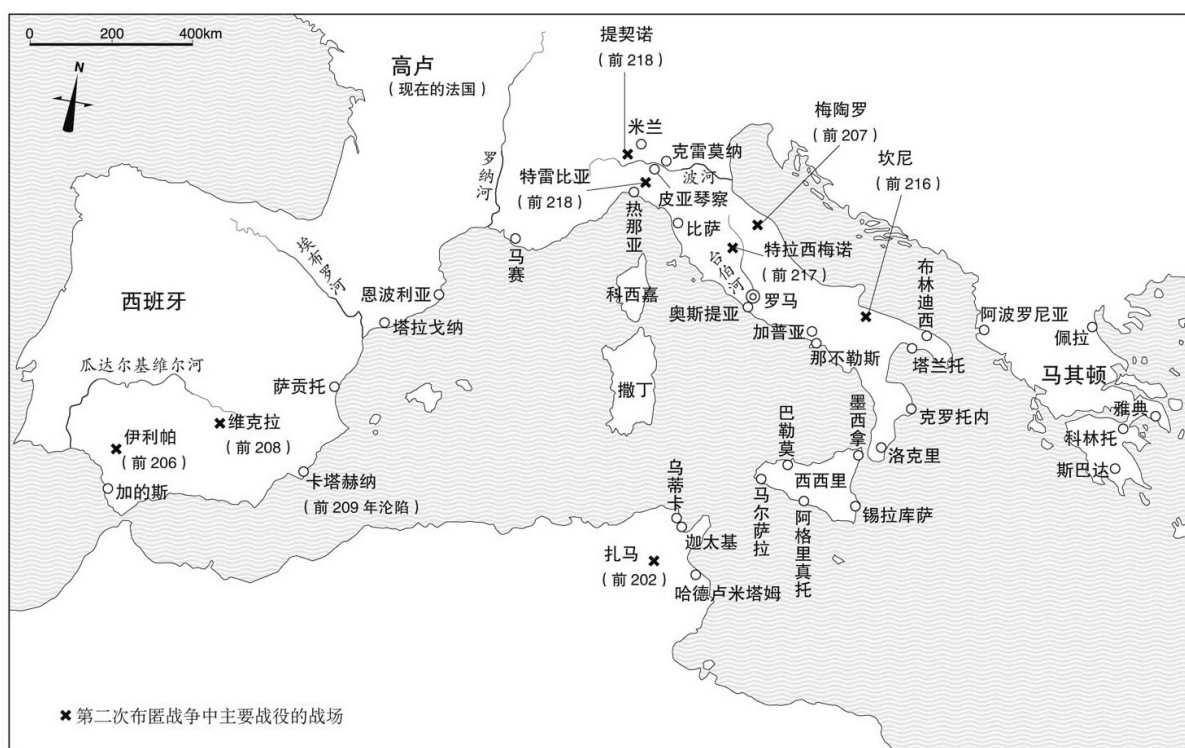 0 200 400km
N
高卢
（现在的法国）
提契诺
（前 218）
梅陶罗
（前 207）
坎尼
（前 216）
米兰
克雷莫纳
罗纳河
特雷比亚
（前 218）
波河
皮亚琴察
热那亚
比萨
马赛
特拉西梅诺
（前 217）
台伯河
布林迪西
埃布罗河
恩波利亚
科西嘉
罗马
奥斯提亚
西班牙
塔拉戈纳
加普亚
阿波罗尼亚
佩拉
那不勒斯
塔兰托
马其顿
瓜达尔基维尔河
萨贡托
撒丁
维克拉
（前 208）
伊利帕
（前 206）
巴勒莫
墨西拿
克罗托内
雅典
科林托
洛克里
斯巴达
加的斯
卡塔赫纳
（前 209 年沦陷）
乌蒂卡
西西里
马尔萨拉
阿格里真托
锡拉库萨
迦太基
扎马
（前 202）
哈德卢米塔姆
✖ 第二次布匿战争中主要战役的战场